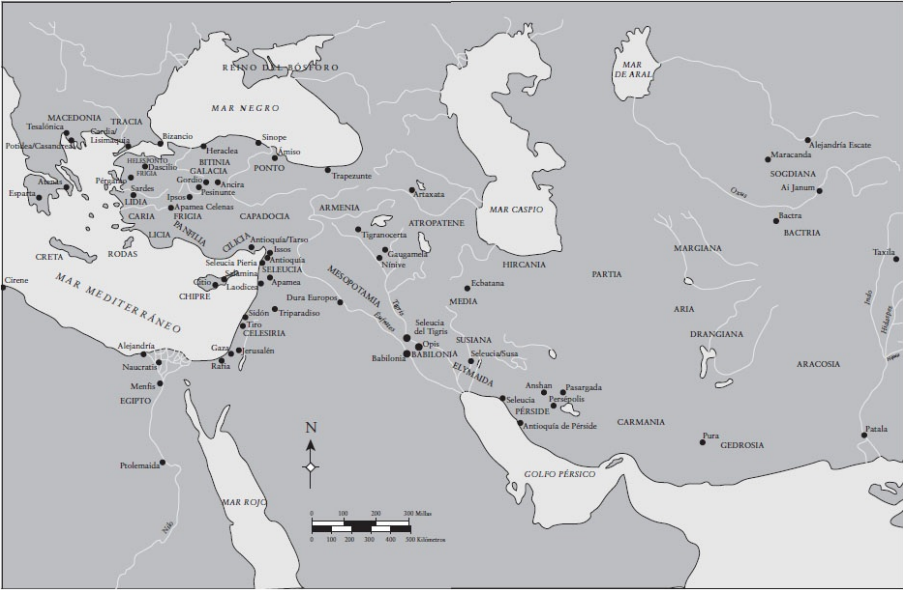 REINO DEL BÓSFORO
MAR
DE ARAL
MAR NEGRO
MACEDONIA
TRACIA
Tesalónica
Cardia/
Lisimaquia
Potidea/Casandrea
Bizancio
Heraclea
Sinope
Amiso
PONTO
Trapezunte
HELESPONTO
FRIGIA
Dascilio
BITINIA
GALACIA
Gordio
Ancira
Pesinunte
Pérgamo
Sardes
LIDIA
Ipsos
Apamea Celenas
Atenas
Esparta
CARIA
FRIGIA
CAPADOCIA
LICIA
PANFILIA
CILICIA
ARMENIA
Artaxata
ATROPATENE
Tigranocerta
Gaugamela
Nínive
MAR CASPIO
HIRCANIA
Alejandría Escate
Maracanda
SOGDIANA
Ai Janum
Oxus
Bactra
BACTRIA
MARGIANA
Taxila
CRETA
RODAS
Antioquía/Tarso
Issos
Antioquía
Seleucia Pieria
SELEUCIA
Salamina
Citio
Laodicea
Apamea
CHIPRE
Cirene
MAR MEDITERRÁNEO
MESOPOTAMIA
Dura Europos
Tigris
Éufrates
Ecbatana
MEDIA
PARTIA
ARIA
DRANGIANA
ARACOSIA
Indo
Hidaspes
Sidón
Triparadiso
Tiro
CELESIRIA
Seleucia
del Tigris
Opis
Babilonia
BABILONIA
SUSIANA
Seleucia/Susa
ELYMAIDA
Alejandría
Naucratis
Gaza
Jerusalén
Rafia
Menfis
EGIPTO
Anshan
Pasargada
Seleucia
Persépolis
PÉRSIDE
Antioquía de Pérside
CARMANIA
Pura
GEDROSIA
Patala
Ptolemaida
N
GOLFO PÉRSICO
MAR ROJO
Nilo
0 100 200 300 Millas
0 100 200 300 400 500 Kilómetros